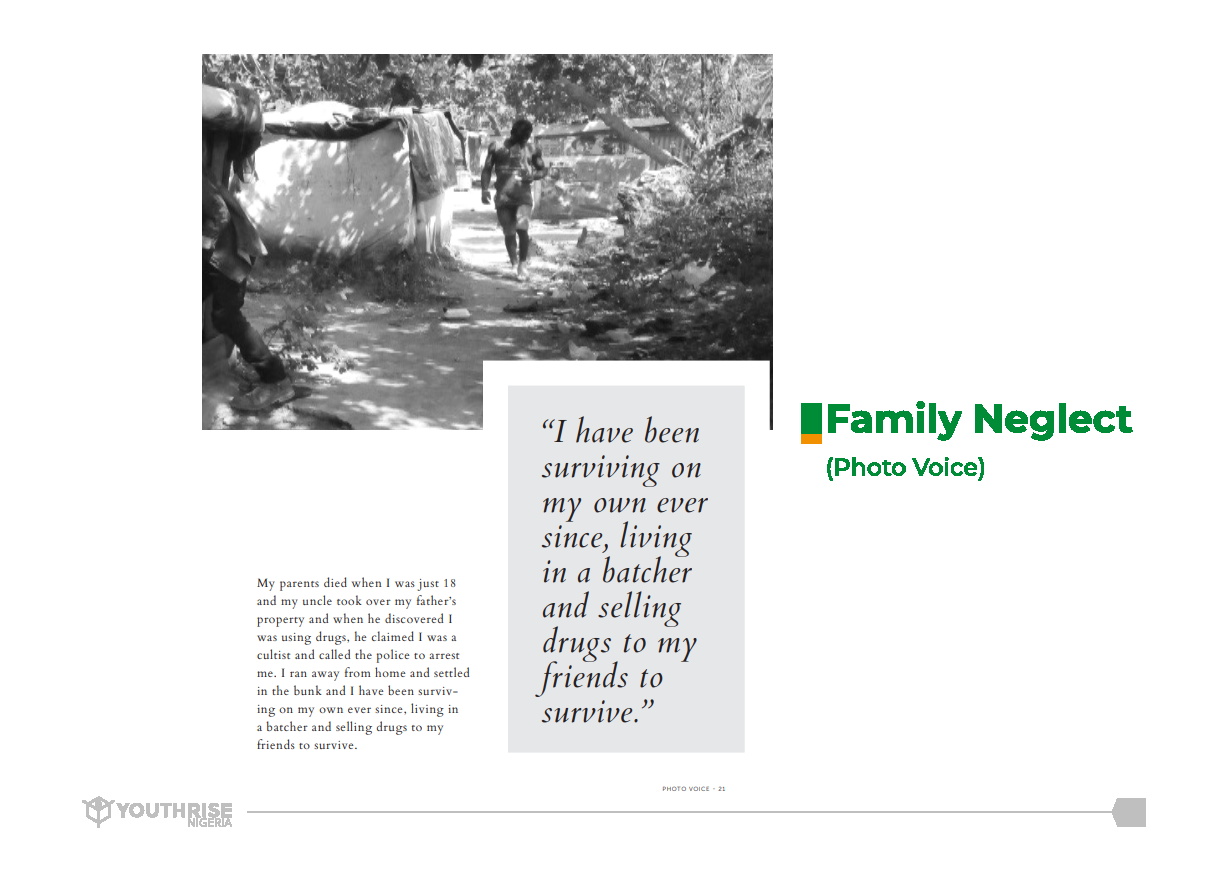 Family Neglect
(Photo Voice)
“I have been
surviving on
my own ever
since, living
in a batcher
and selling
drugs to my
friends to
survive.”
My parents died when I was just 18
and my uncle took over my father’s
property and when he discovered I
was using drugs, he claimed I was a
cultist and called the police to arrest
me. I ran away from home and settled
in the bunk and I have been surviv-
ing on my own ever since, living in
a batcher and selling drugs to my
friends to survive.
PHOTO VOICE - 21
YOUTHRISE
NIGERIA